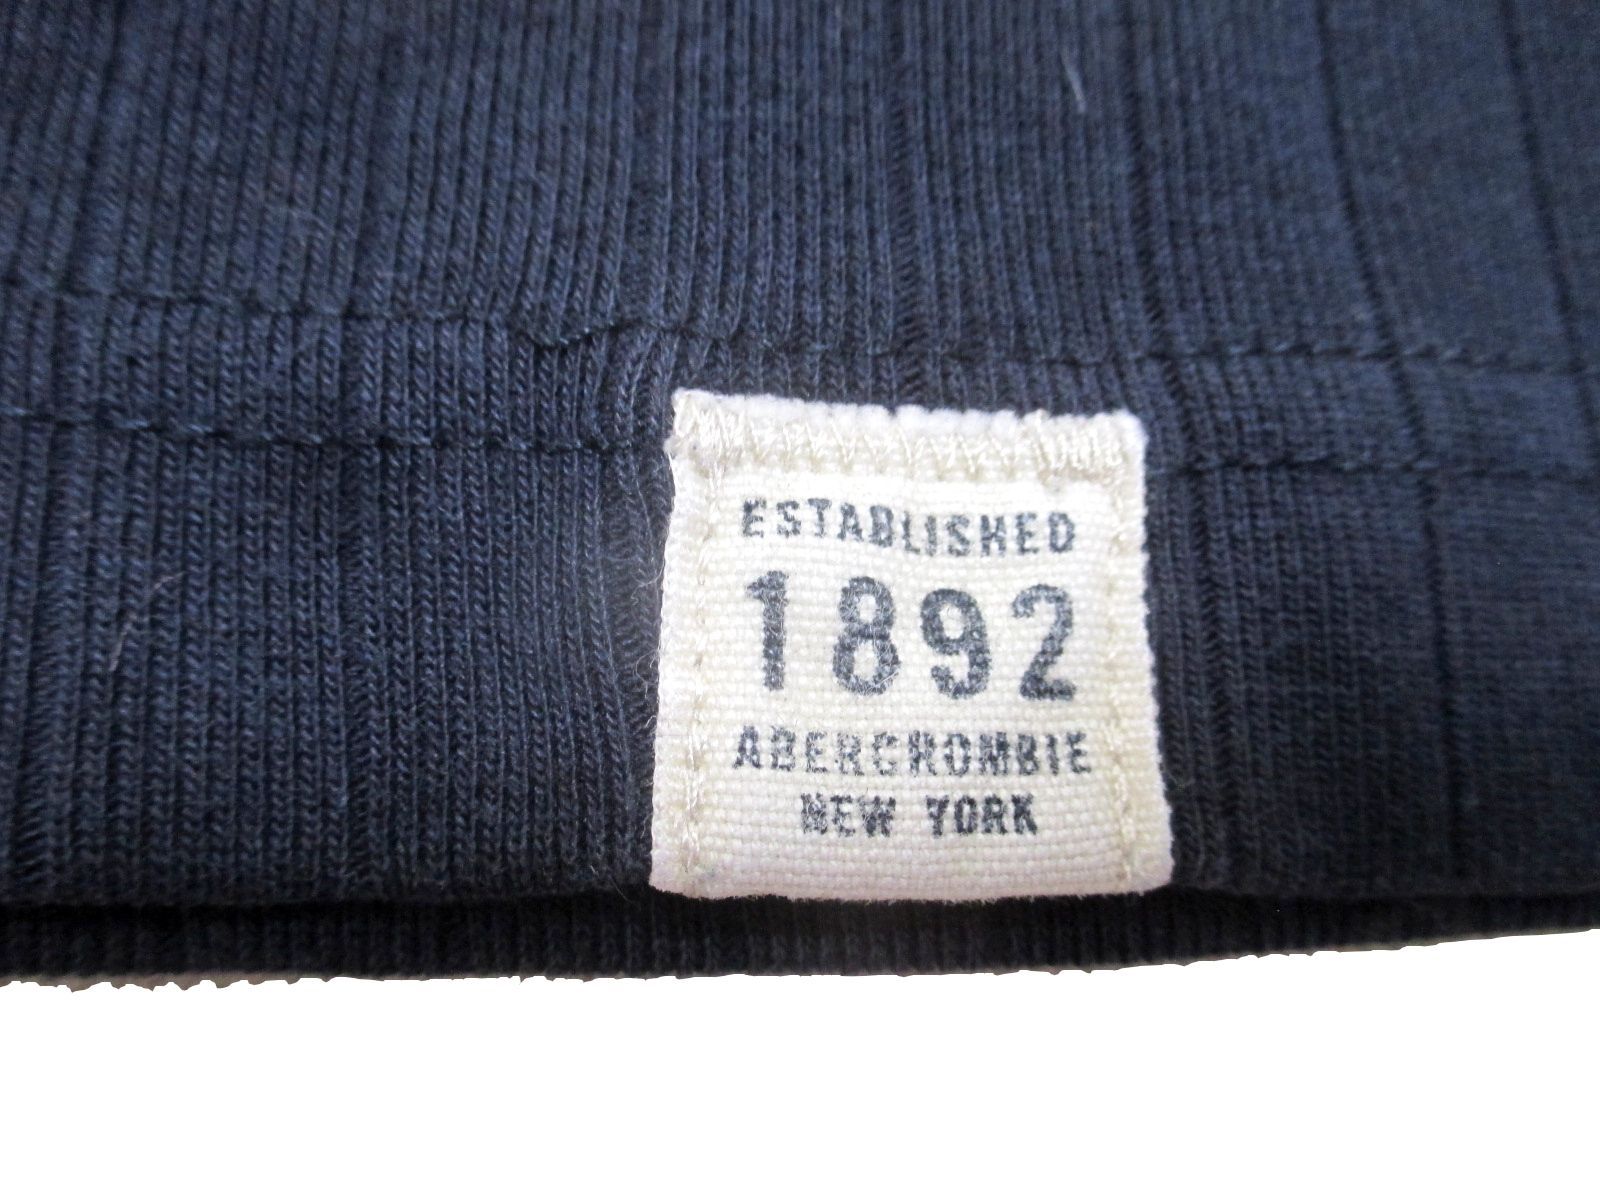 ESTABLISHED
1892
ABERCROMBIE
NEW YORK